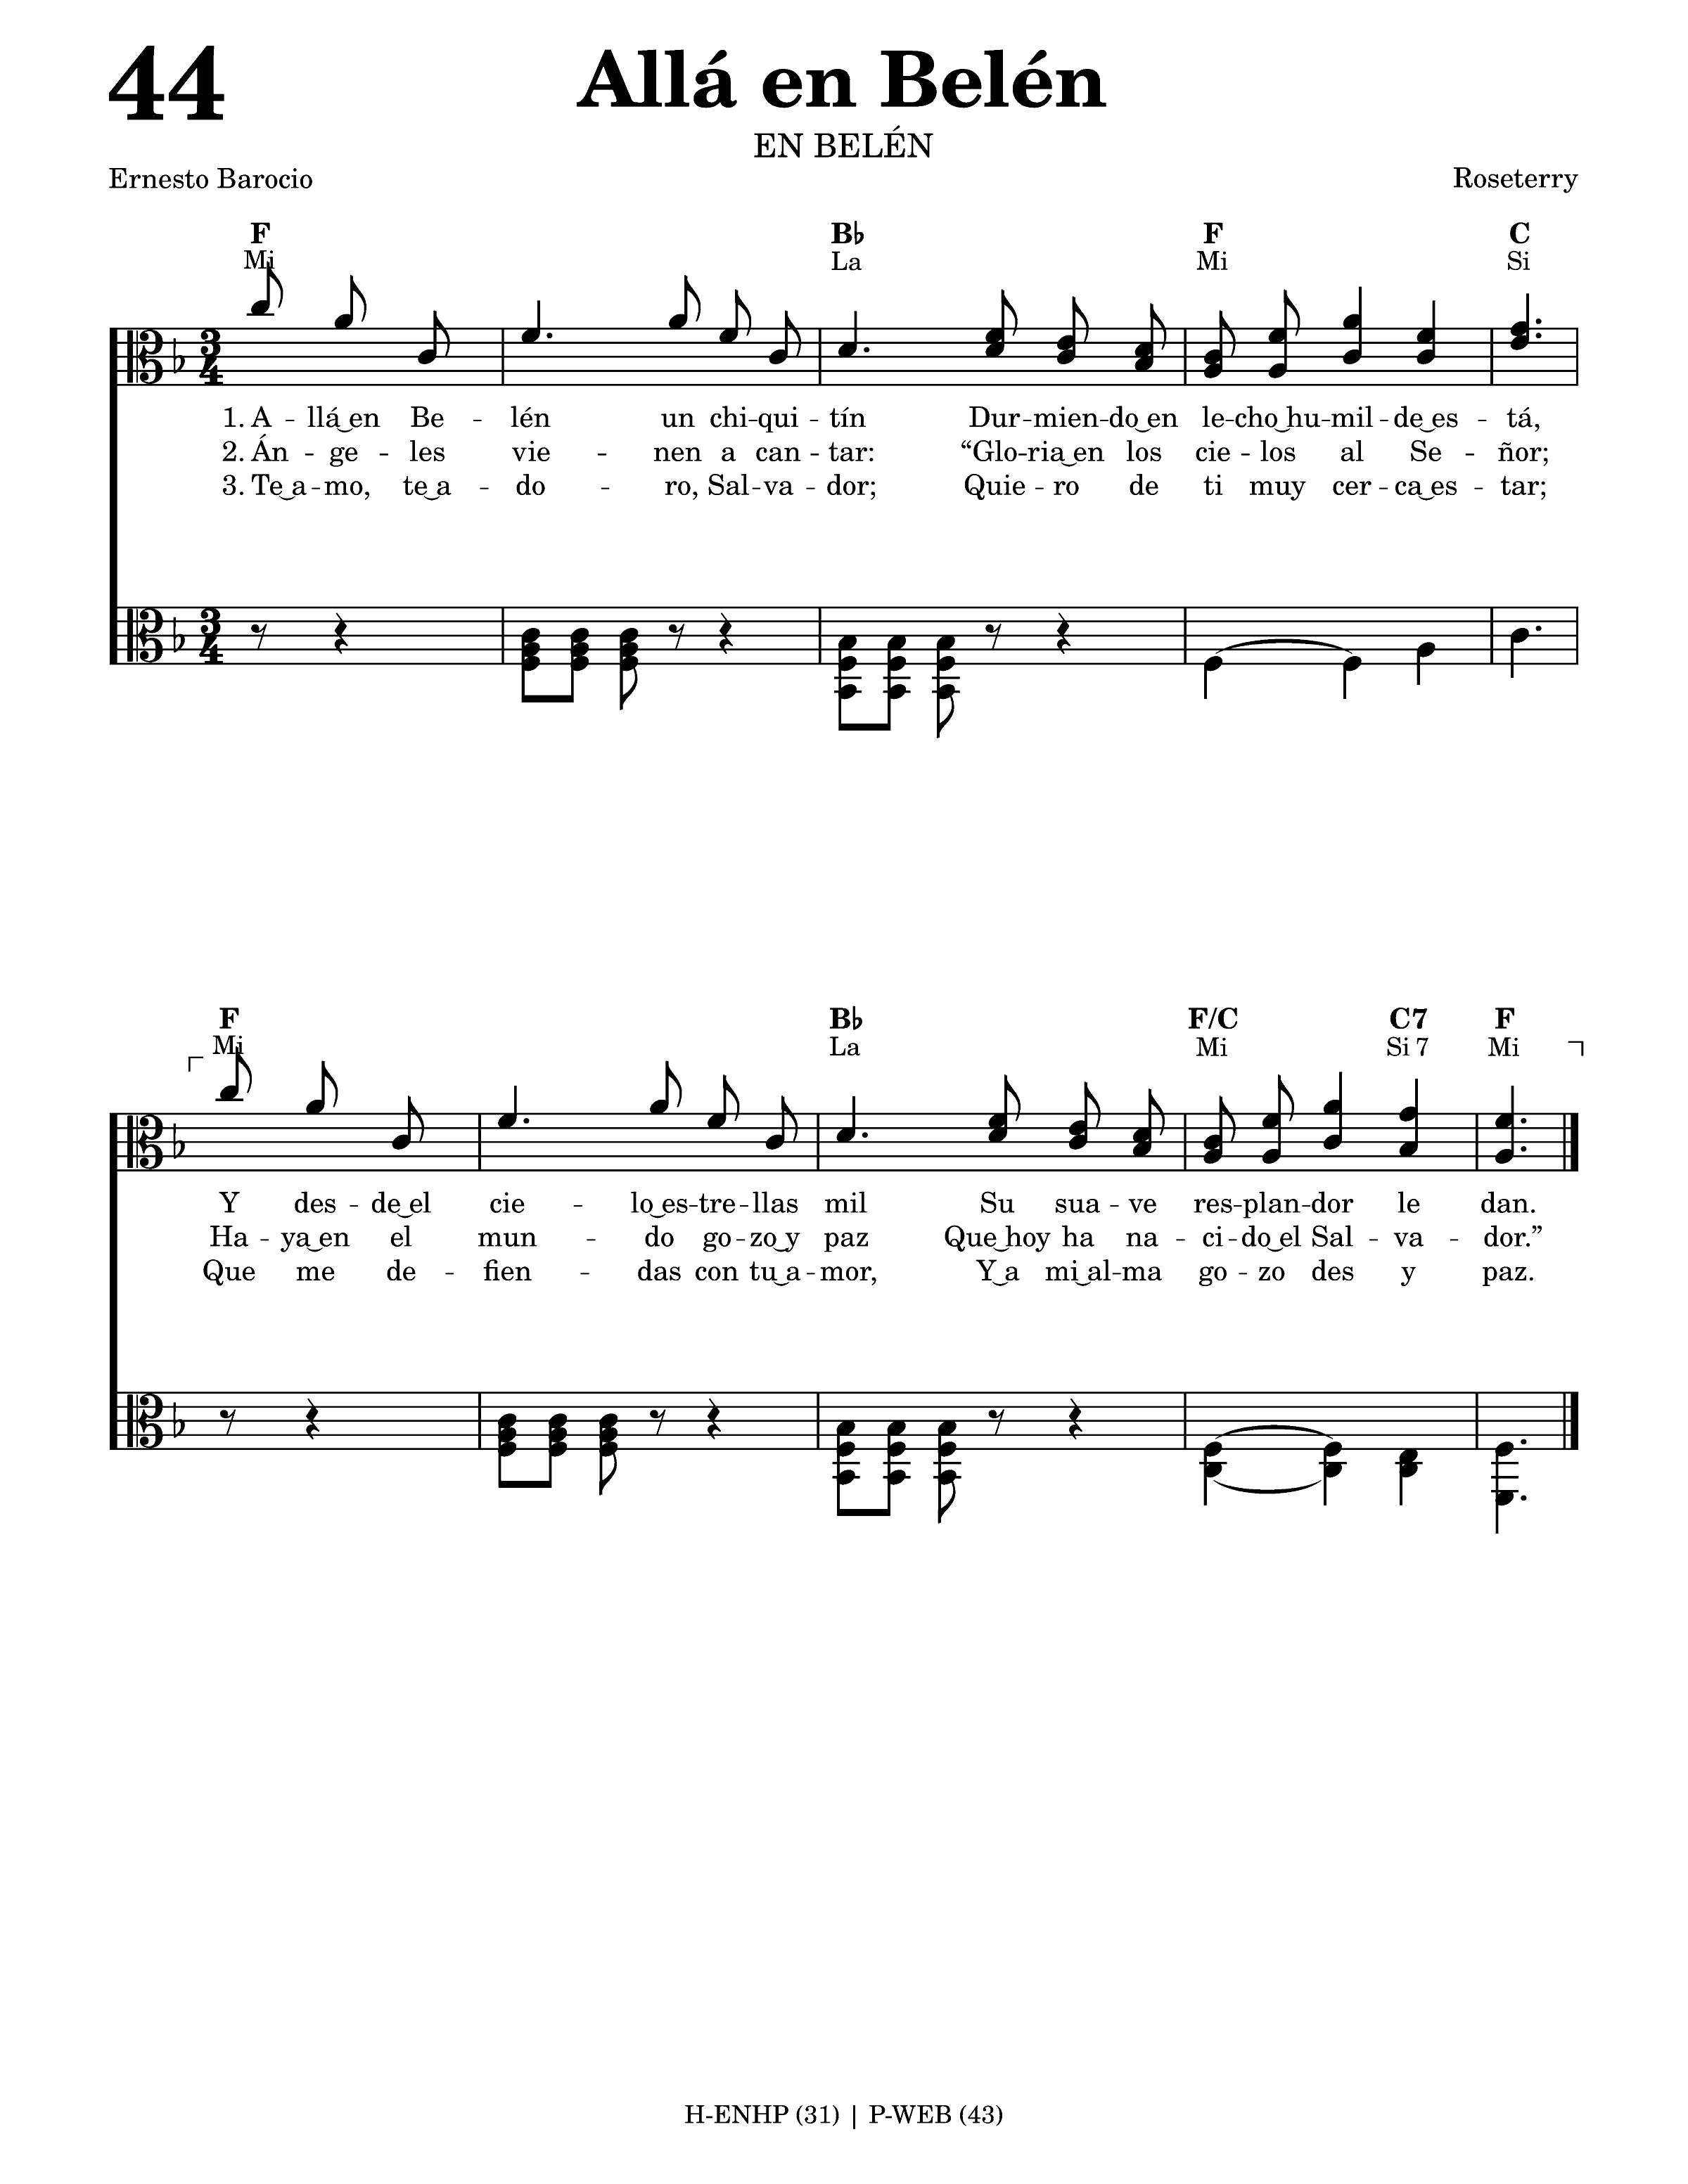 44
Allá en Belén
EN BELÉN
Ernesto Barocio Roseterry
F B♭ F C
Mi La Mi Si
3/4
1. A -- llá‿en Be -- lén un chi -- qui -- tín Dur -- mien -- do‿en le -- cho‿hu -- mil -- de‿es -- tá,
2. Án -- ge -- les vie -- nen a can -- tar: “Glo -- ria‿en los cie -- los al Se -- ñor;
3. Te‿a -- mo, te‿a -- do -- ro, Sal -- va -- dor; Quie -- ro de ti muy cer -- ca‿es -- tar;
3/4
F B♭ F/C C7 F
Mi La Mi Si 7 Mi
Y des -- de‿el cie -- lo‿es -- tre -- llas mil Su sua -- ve res -- plan -- dor le dan.
Ha -- ya‿en el mun -- do go -- zo‿y paz Que‿hoy ha na -- ci -- do‿el Sal -- va -- dor.”
Que me de -- fien -- das con tu‿a -- mor, Y‿a mi‿al -- ma go -- zo des y paz.
H-ENHP (31) | P-WEB (43)